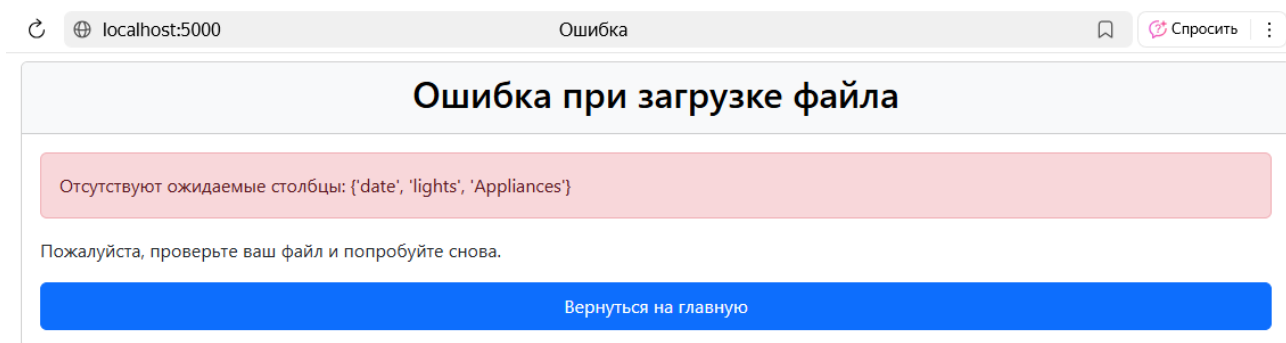 localhost:5000 Ошибка Спросить
Ошибка при загрузке файла
Отсутствуют ожидаемые столбцы: {'date', 'lights', 'Appliances'}
Пожалуйста, проверьте ваш файл и попробуйте снова.
Вернуться на главную